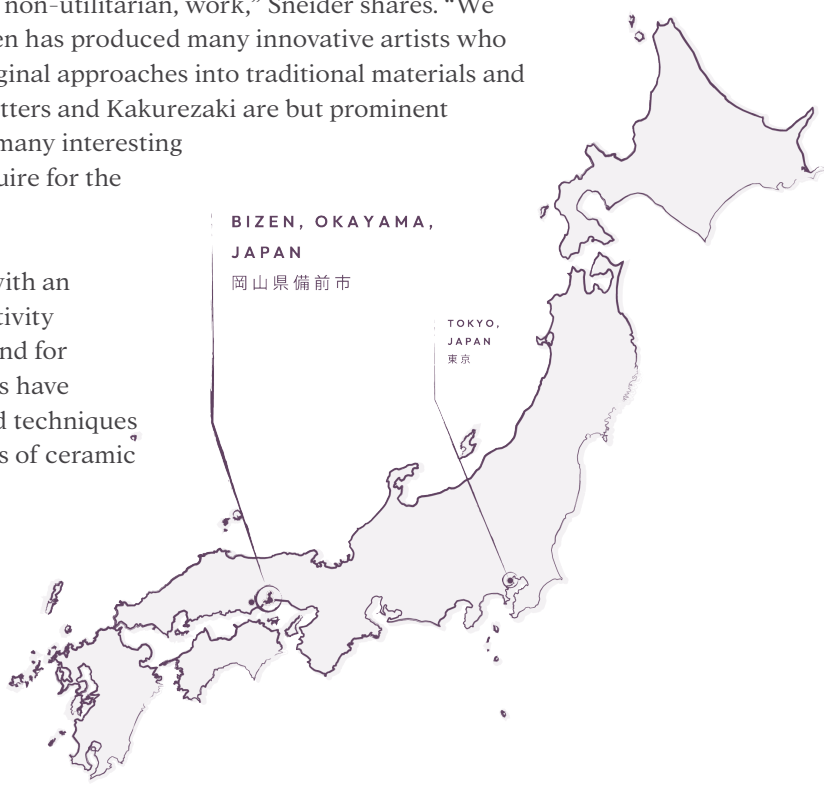 non-utilitarian, work,” Sneider shares. “We
en has produced many innovative artists who
ginal approaches into traditional materials and
tters and Kakurezaki are but prominent
many interesting
uire for the
BIZEN, OKAYAMA,
JAPAN
岡山県備前市
with an
tivity
nd for
s have
d techniques
s of ceramic
TOKYO,
JAPAN
東京